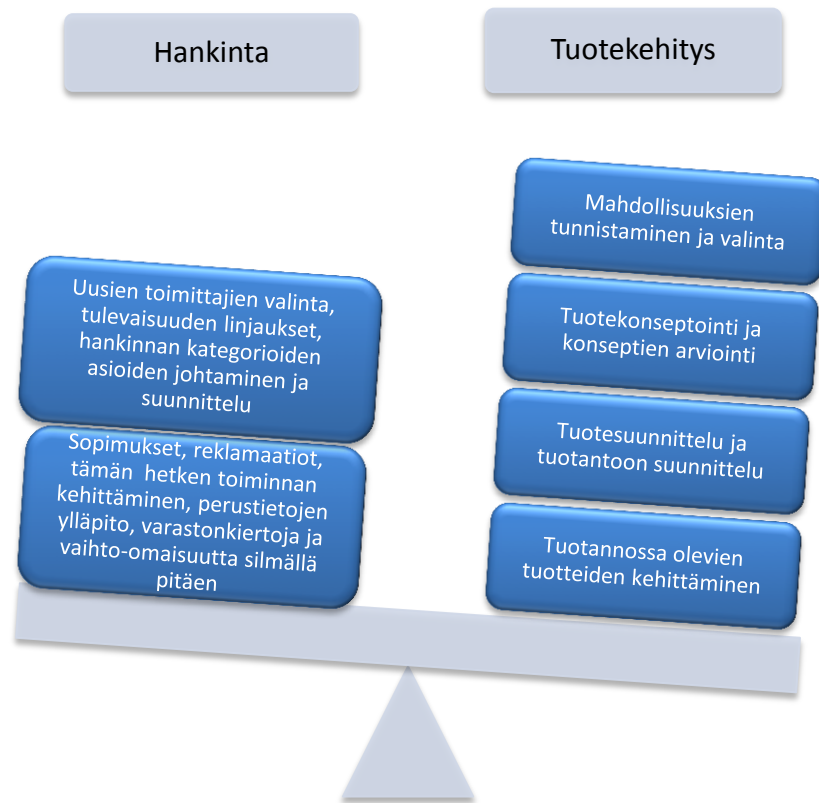 Hankinta
Tuotekehitys
Uusien toimittajien valinta,
tulevaisuuden linjaukset,
hankinnan kategorioiden
asioiden johtaminen ja
suunnittelu
Sopimukset, reklamaatiot,
tämän  hetken toiminnan
kehittäminen, perustietojen
ylläpito, varastonkiertoja ja
vaihto-omaisuutta silmällä
pitäen
Mahdollisuuksien
tunnistaminen ja valinta
Tuotekonseptointi ja
konseptien arviointi
Tuotesuunnittelu ja
tuotantoon suunnittelu
Tuotannossa olevien
tuotteiden kehittäminen